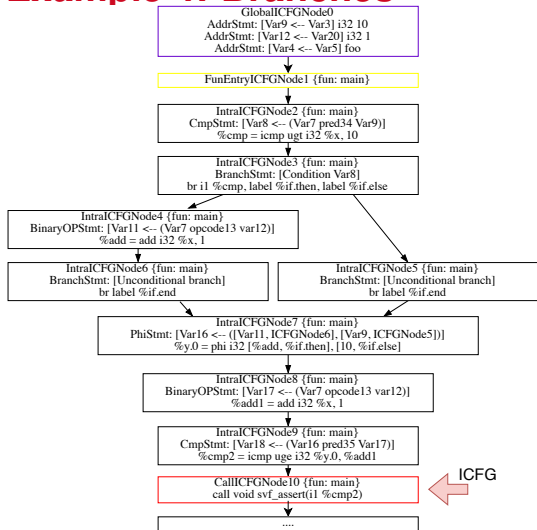 Example 4: Branches
GlobalICFGNode0
AddrStmt: [Var9 <-- Var3] i32 10
AddrStmt: [Var12 <-- Var20] i32 1
AddrStmt: [Var4 <-- Var5] foo
FunEntryICFGNode1 {fun: main}
IntraICFGNode2 {fun: main}
CmpStmt: [Var8 <-- (Var7 pred34 Var9)]
%cmp = icmp ugt i32 %x, 10
IntraICFGNode3 {fun: main}
BranchStmt: [Condition Var8]
br i1 %cmp, label %if.then, label %if.else
IntraICFGNode4 {fun: main}
BinaryOPStmt: [Var11 <-- (Var7 opcode13 var12)]
%add = add i32 %x, 1
IntraICFGNode6 {fun: main}
BranchStmt: [Unconditional branch]
br label %if.end
IntraICFGNode5 {fun: main}
BranchStmt: [Unconditional branch]
br label %if.end
IntraICFGNode7 {fun: main}
PhiStmt: [Var16 <-- ([Var11, ICFGNode6], [Var9, ICFGNode5])]
%y.0 = phi i32 [%add, %if.then], [10, %if.else]
IntraICFGNode8 {fun: main}
BinaryOPStmt: [Var17 <-- (Var7 opcode13 var12)]
%add1 = add i32 %x, 1
IntraICFGNode9 {fun: main}
CmpStmt: [Var18 <-- (Var16 pred35 Var17)]
%cmp2 = icmp uge i32 %y.0, %add1
CallICFGNode10 {fun: main}
call void svf_assert(i1 %cmp2)
ICFG
....